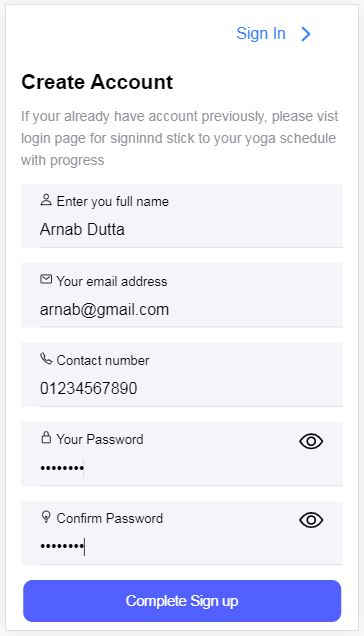 Sign In
Create Account
If your already have account previously, please vist
login page for signinnd stick to your yoga schedule
with progress
Enter you full name
Arnab Dutta
Your email address
arnab@gmail.com
Contact number
01234567890
Your Password
••••••••
Confirm Password
••••••••
Complete Sign up